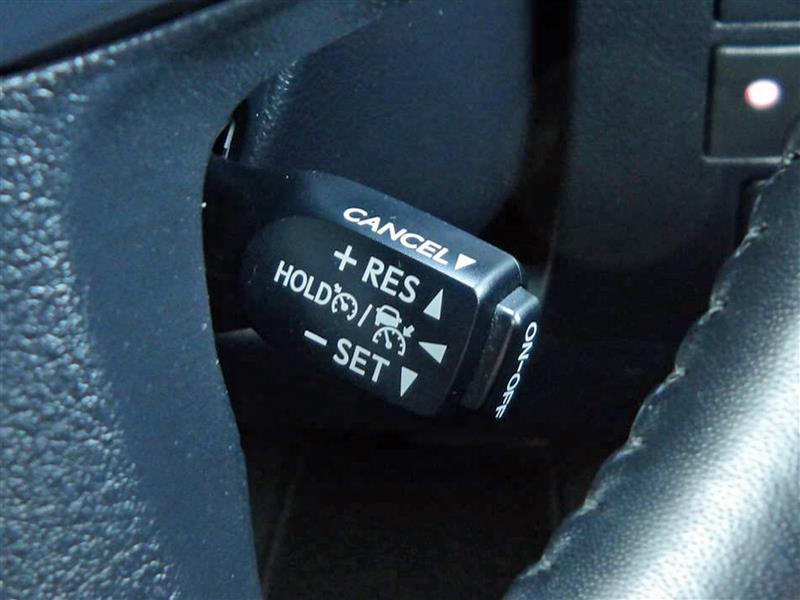 CANCEL▼
+ RES ▲
HOLD / ◀
− SET ▼
ON-OFF